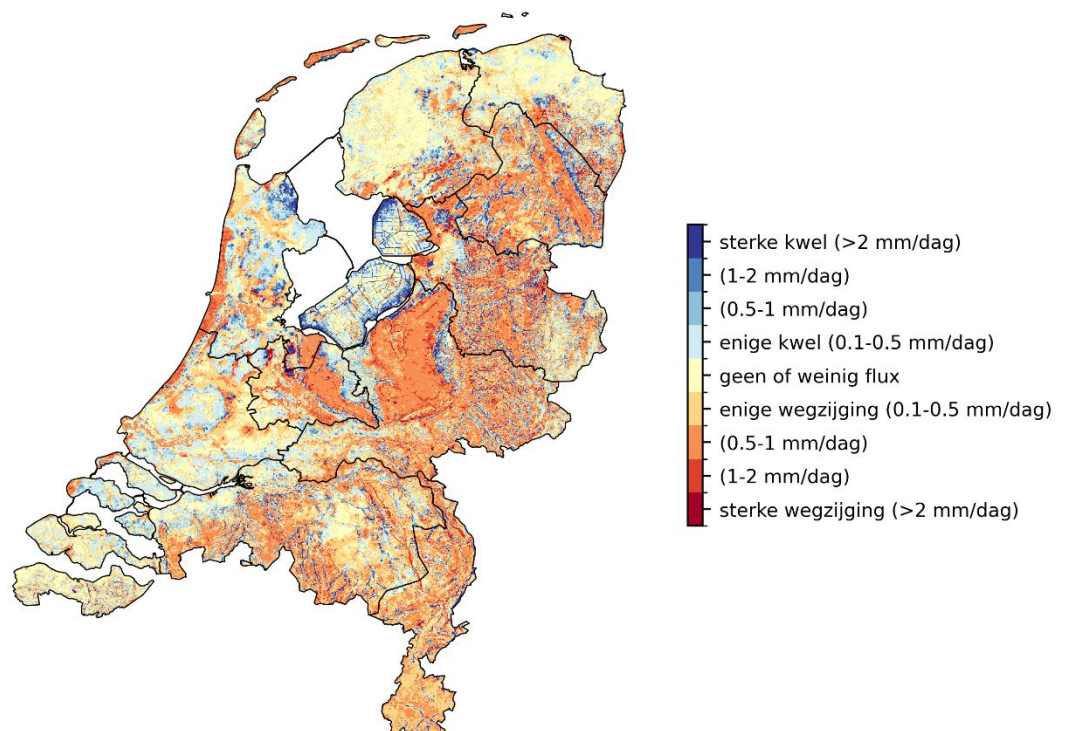 sterke kwel (>2 mm/dag)
(1-2 mm/dag)
(0.5-1 mm/dag)
enige kwel (0.1-0.5 mm/dag)
geen of weinig flux
enige wegzijging (0.1-0.5 mm/dag)
(0.5-1 mm/dag)
(1-2 mm/dag)
sterke wegzijging (>2 mm/dag)